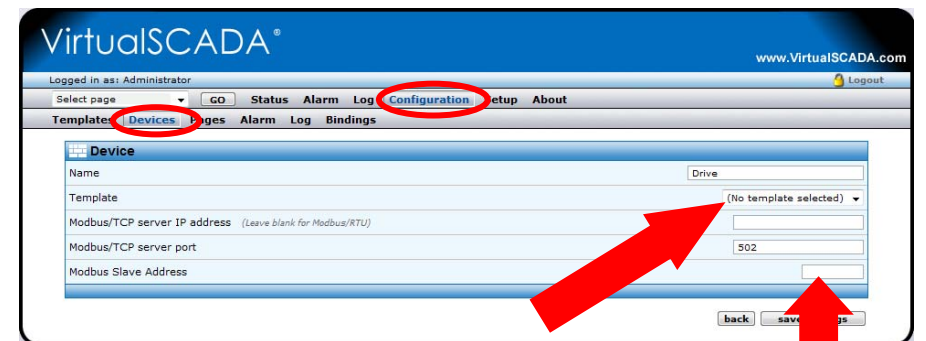 VirtualSCADA®
www.VirtualSCADA.com
Logged in as: Administrator Logout
Select page GO Status Alarm Log Configuration Setup About
Templates Devices Pages Alarm Log Bindings
Device
Name Drive
Template (No template selected)
Modbus/TCP server IP address (Leave blank for Modbus/RTU)
Modbus/TCP server port 502
Modbus Slave Address
back